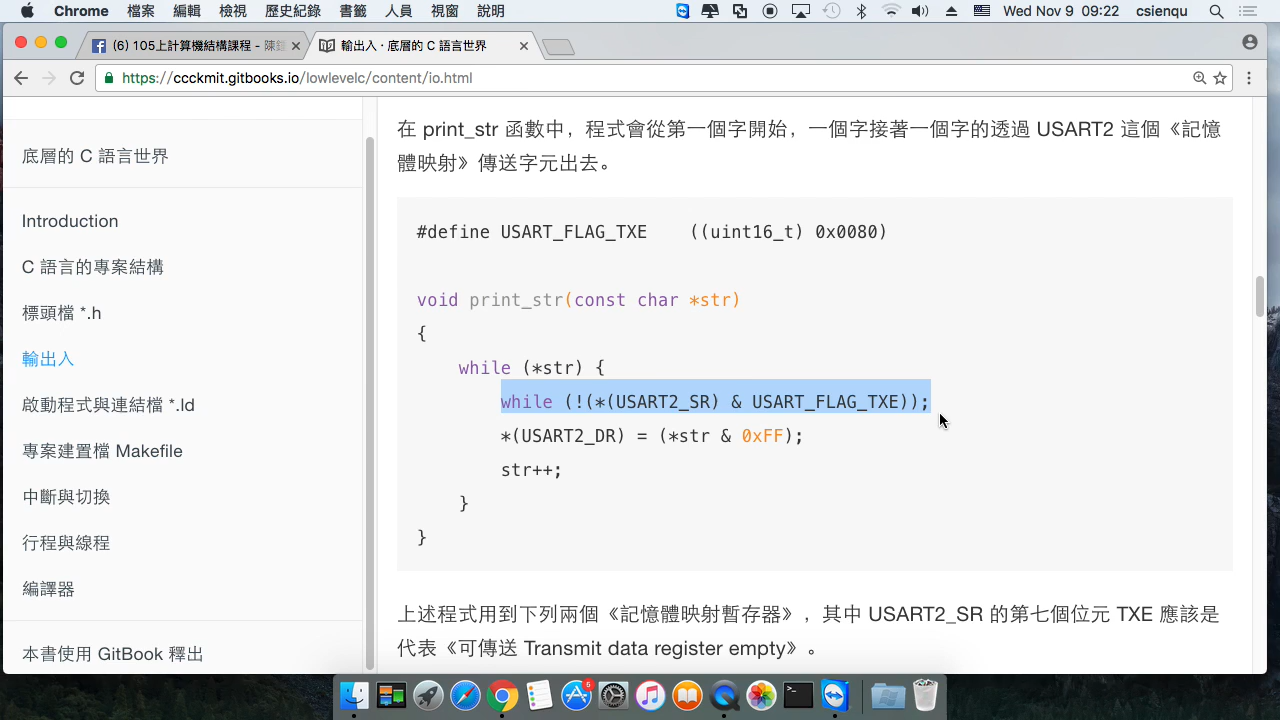 Chrome 檔案 編輯 檢視 歷史紀錄 書籤 人員 視窗 說明 Wed Nov 9 09:22 csienqu
(6) 105上計算機結構課程 - 陳鍾
輸出入 · 底層的 C 語言世界
https://ccckmit.gitbooks.io/lowlevelc/content/io.html
底層的 C 語言世界
Introduction
C 語言的專案結構
標頭檔 *.h
輸出入
啟動程式與連結檔 *.ld
專案建置檔 Makefile
中斷與切換
行程與線程
編譯器
本書使用 GitBook 釋出
在 print_str 函數中，程式會從第一個字開始，一個字接著一個字的透過 USART2 這個《記憶
體映射》傳送字元出去。
#define USART_FLAG_TXE    ((uint16_t) 0x0080)
void print_str(const char *str)
{
    while (*str) {
        while (!(*(USART2_SR) & USART_FLAG_TXE));
        *(USART2_DR) = (*str & 0xFF);
        str++;
    }
}
上述程式用到下列兩個《記憶體映射暫存器》，其中 USART2_SR 的第七個位元 TXE 應該是
代表《可傳送 Transmit data register empty》。
6